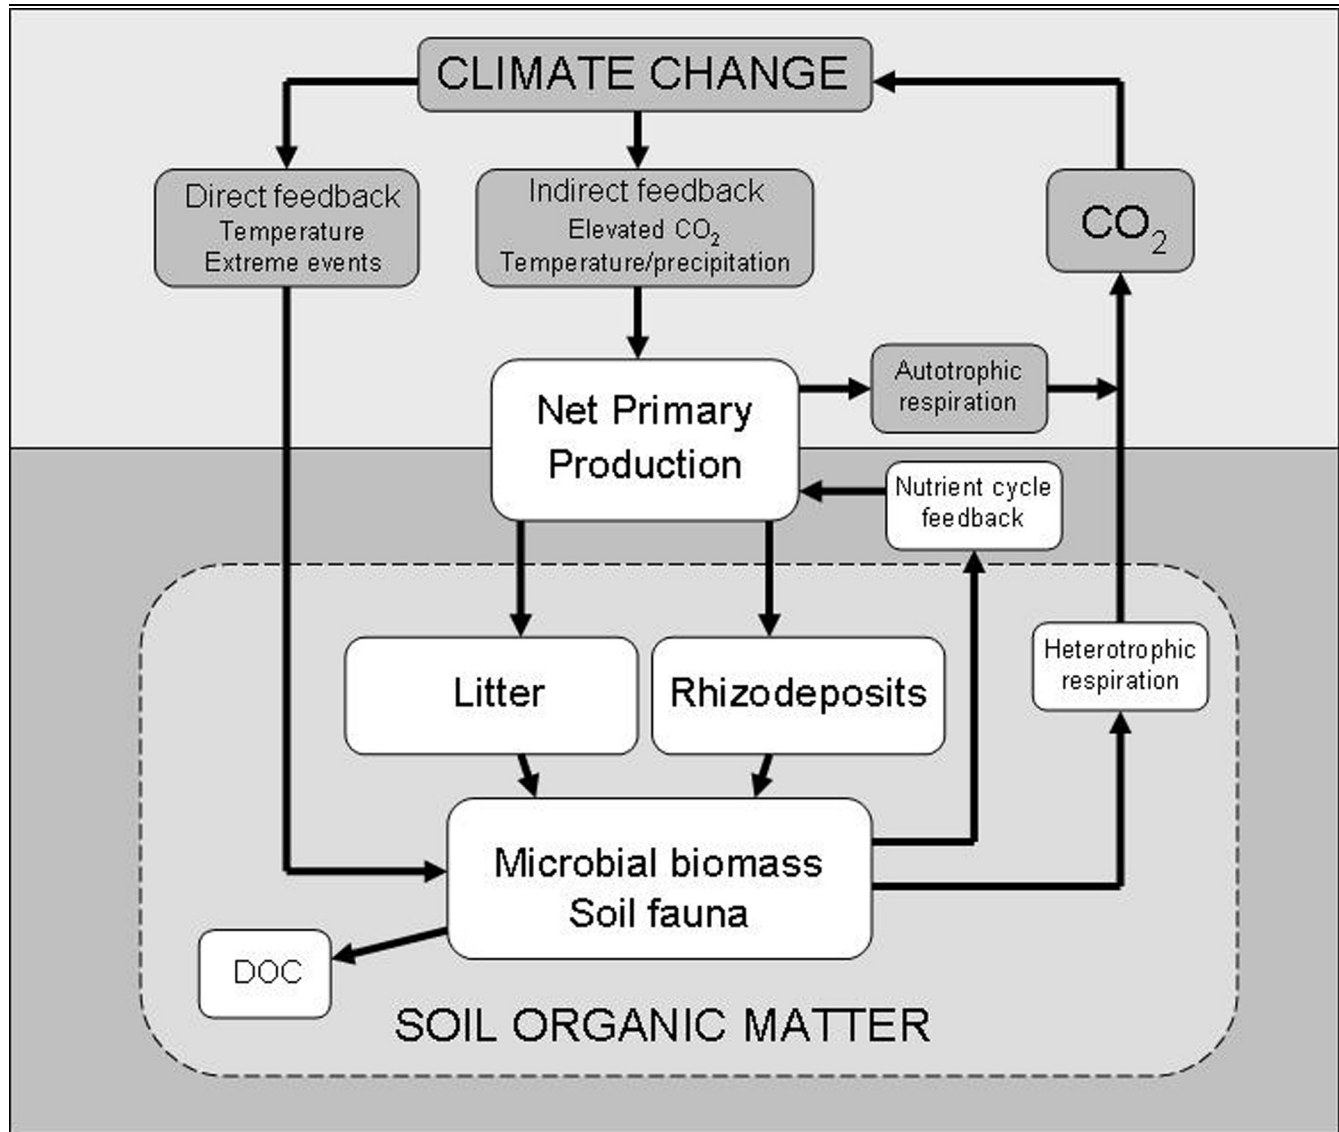 CLIMATE CHANGE
Direct feedback
Temperature
Extreme events
Indirect feedback
Elevated CO₂
Temperature/precipitation
CO₂
Net Primary
Production
Autotrophic
respiration
Nutrient cycle
feedback
Litter
Rhizodeposits
Heterotrophic
respiration
Microbial biomass
Soil fauna
DOC
SOIL ORGANIC MATTER